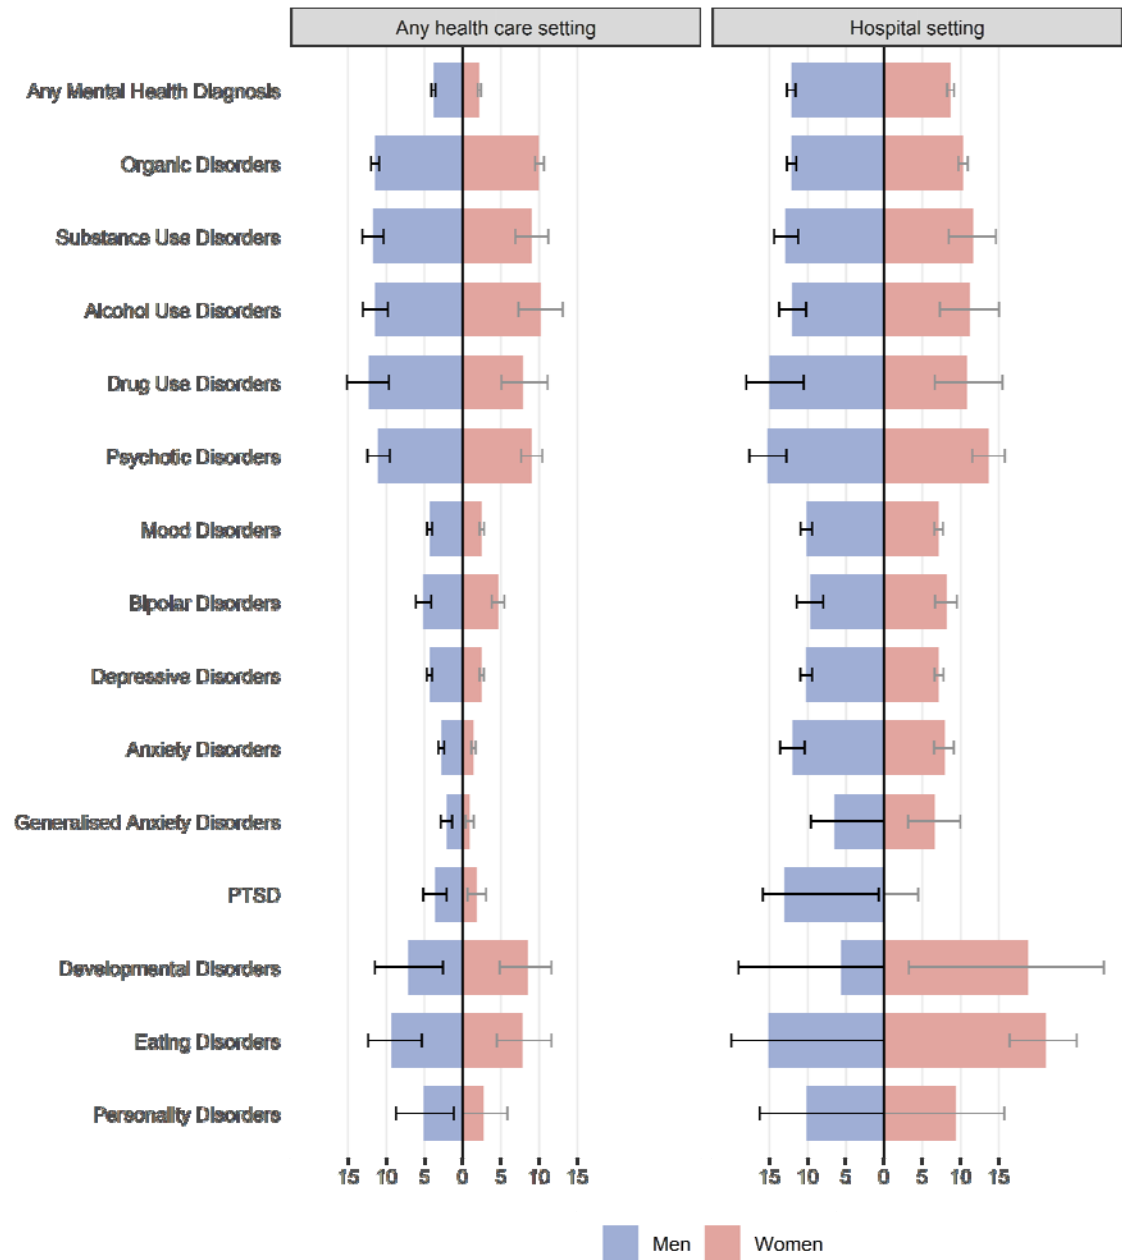 Any health care setting
Hospital setting
Any Mental Health Diagnosis
Organic Disorders
Substance Use Disorders
Alcohol Use Disorders
Drug Use Disorders
Psychotic Disorders
Mood Disorders
Bipolar Disorders
Depressive Disorders
Anxiety Disorders
Generalised Anxiety Disorders
PTSD
Developmental Disorders
Eating Disorders
Personality Disorders
15 10 5 0 5 10 15
15 10 5 0 5 10 15
Men Women